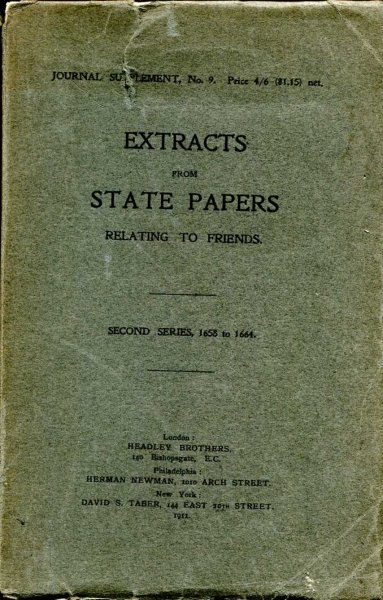 JOURNAL SUPPLEMENT, No. 9. Price 4/6 ($1.15) net.
EXTRACTS
FROM
STATE PAPERS
RELATING TO FRIENDS.
SECOND SERIES, 1658 to 1664.
London:
HEADLEY BROTHERS,
140 Bishopsgate, E.C.
Philadelphia:
HERMAN NEWMAN, 1010 ARCH STREET.
New York:
DAVID S. TABER, 144 EAST 20TH STREET.
1911.